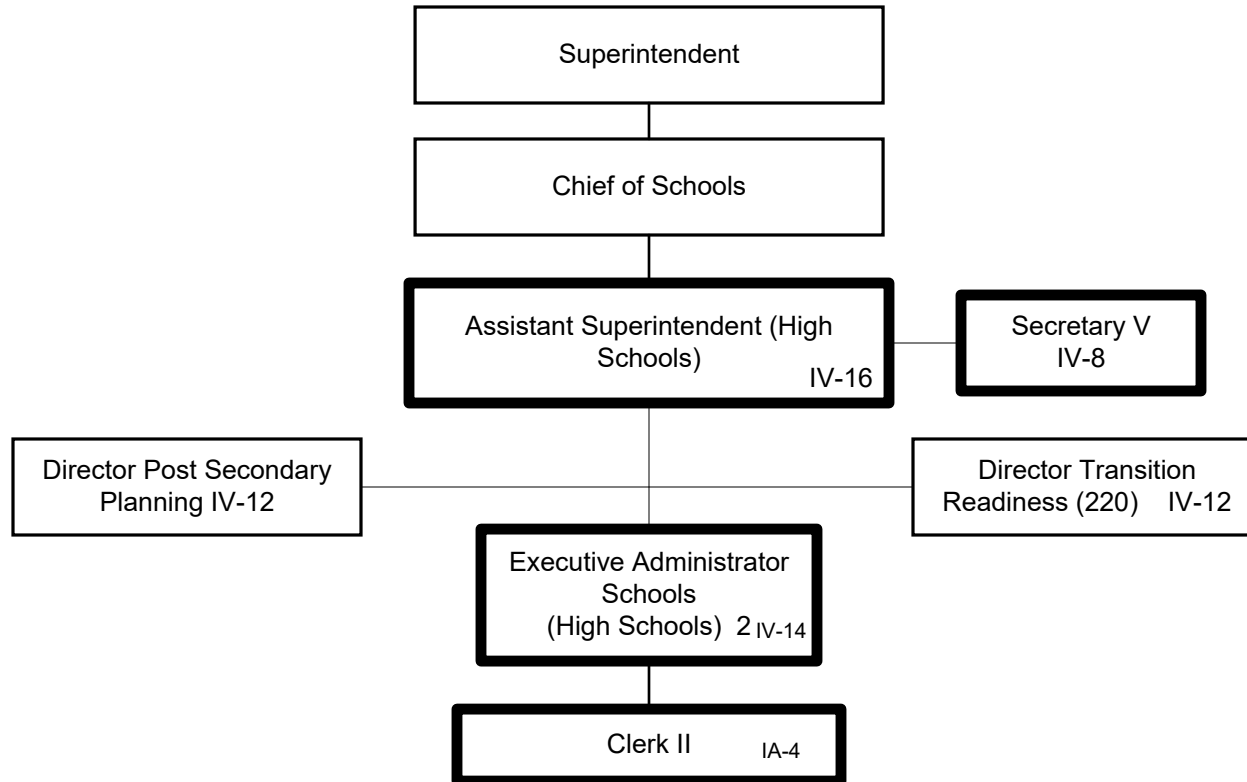 Superintendent
Chief of Schools
Assistant Superintendent (High
Schools)
IV-16
Secretary V
IV-8
Director Post Secondary
Planning IV-12
Director Transition
Readiness (220) IV-12
Executive Administrator
Schools
(High Schools) 2 IV-14
Clerk II IA-4